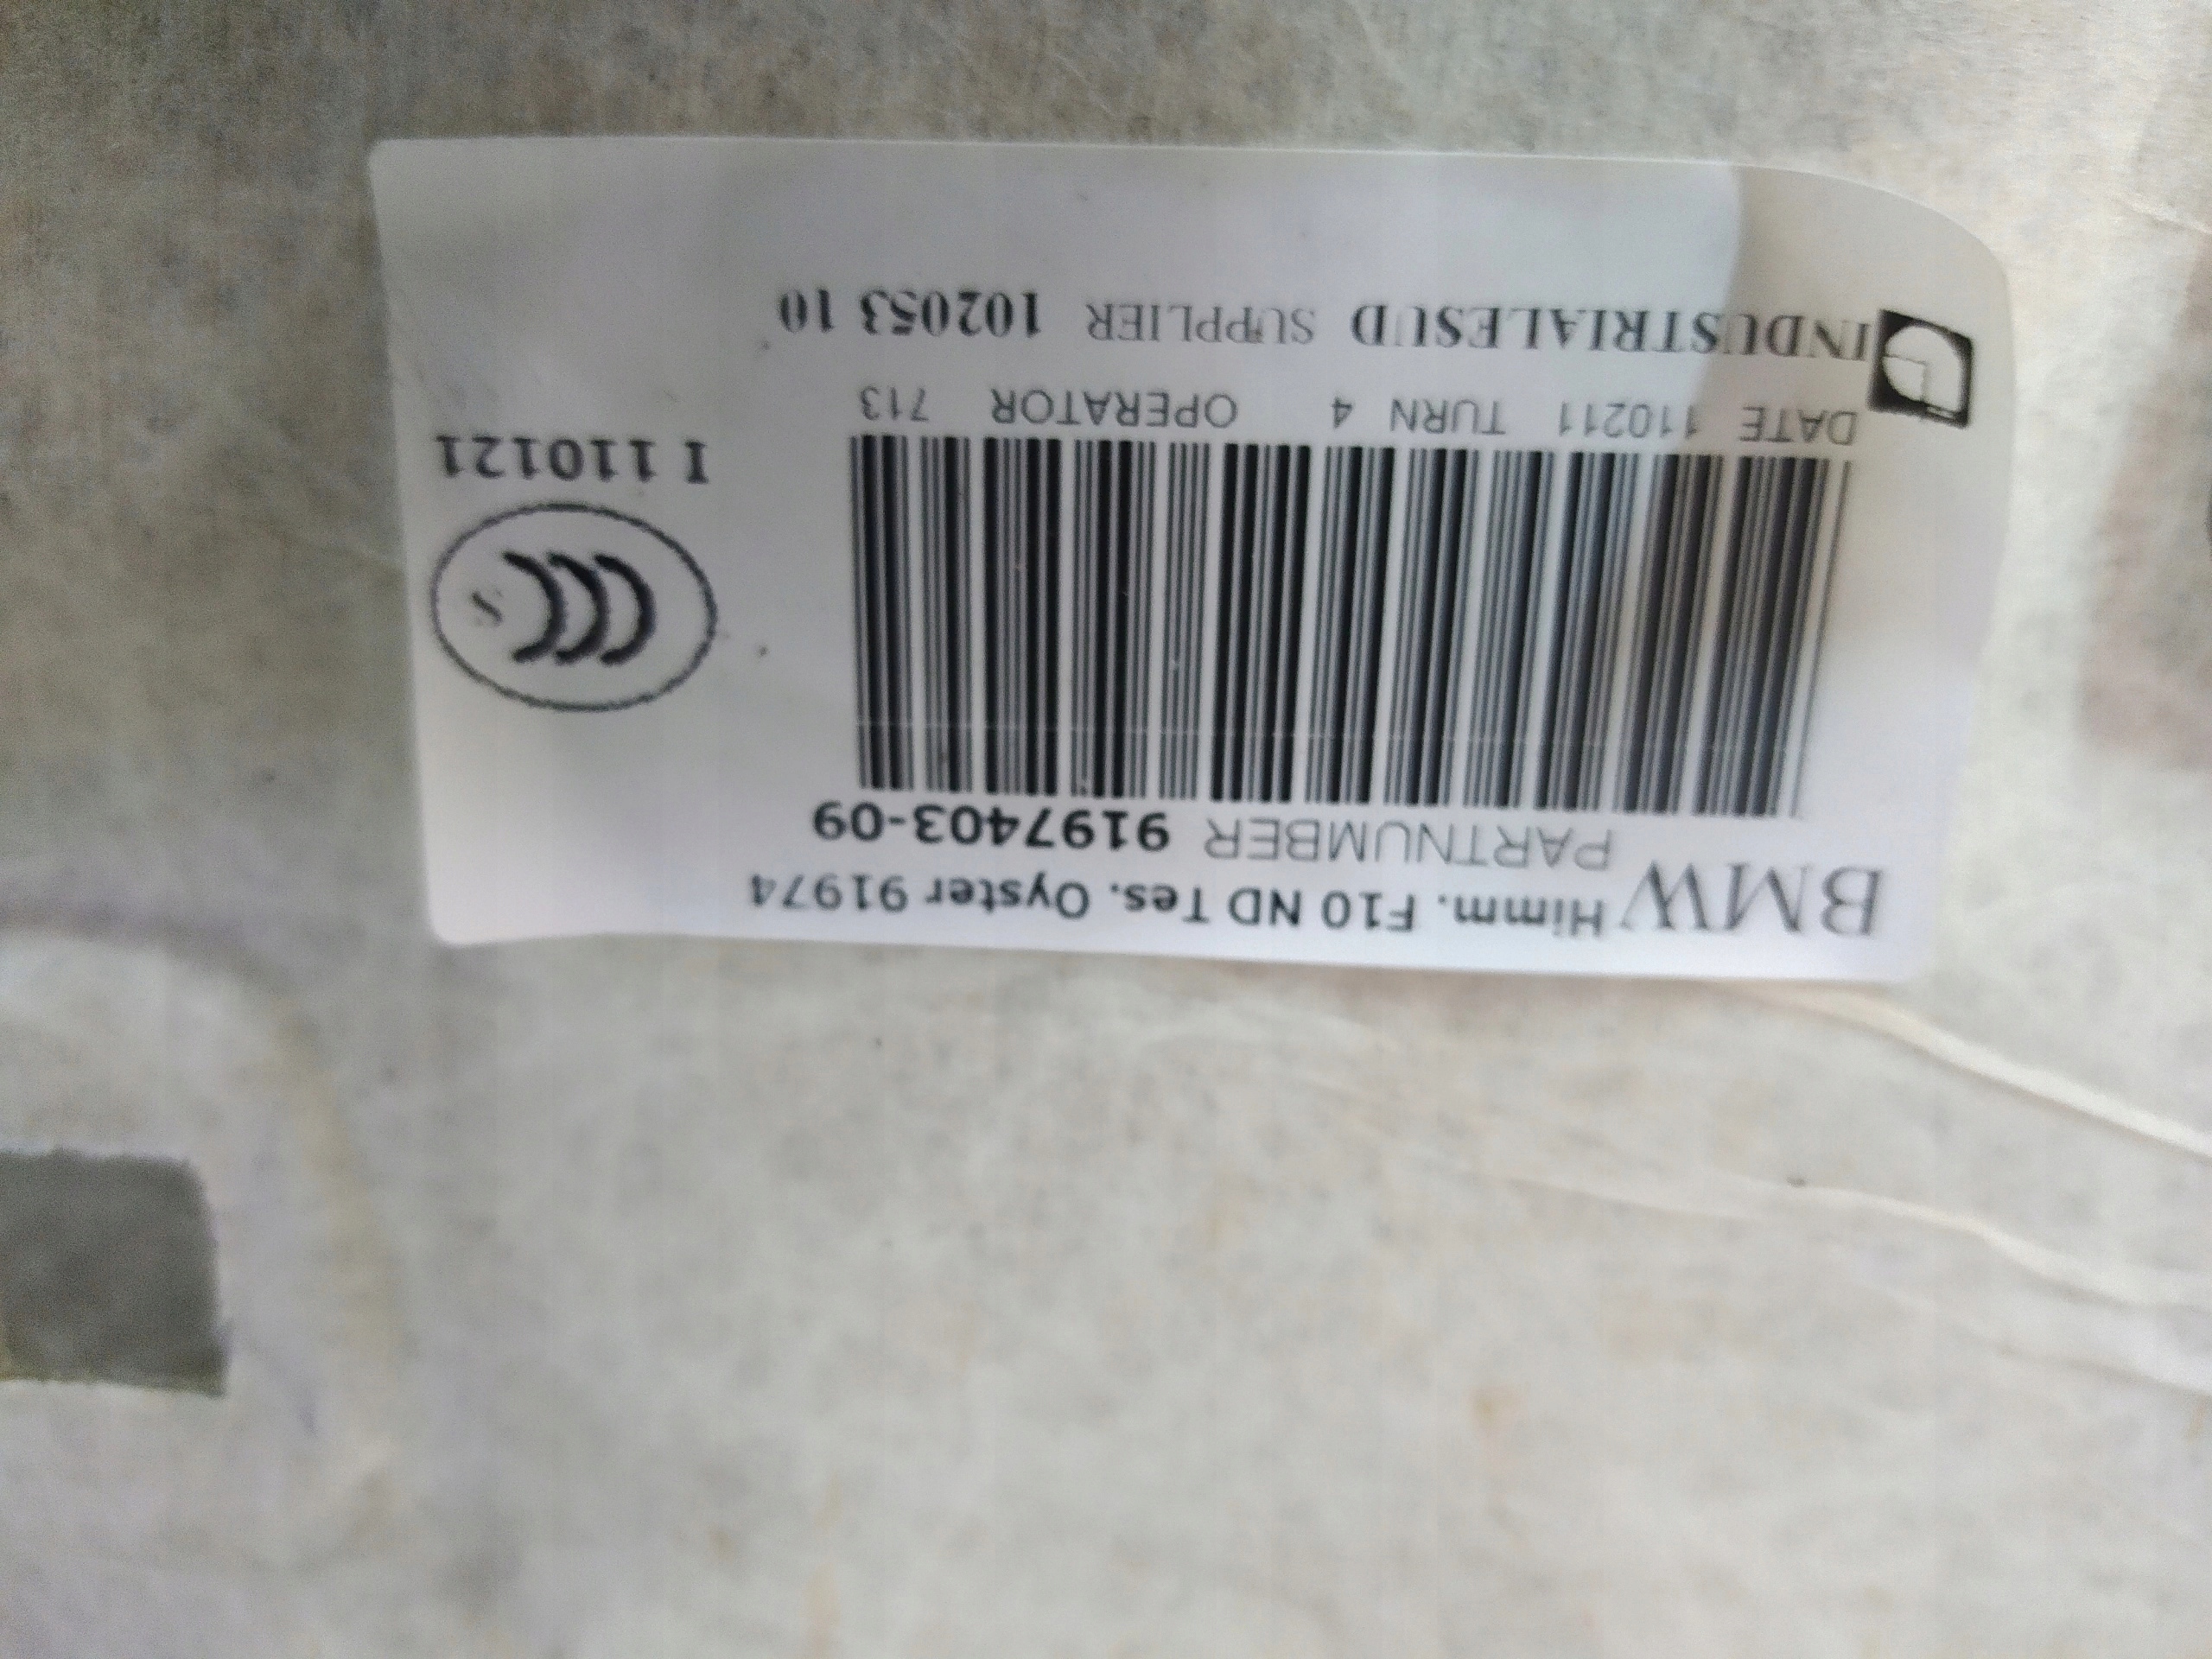 BMW Himm. F10 ND Tes. Oyster 91974
PARTNUMBER 9197403-09
CCC S
I 110121
DATE 110211 TURN 4 OPERATOR 713
INDUSTRIALESUD SUPPLIER 102053 10